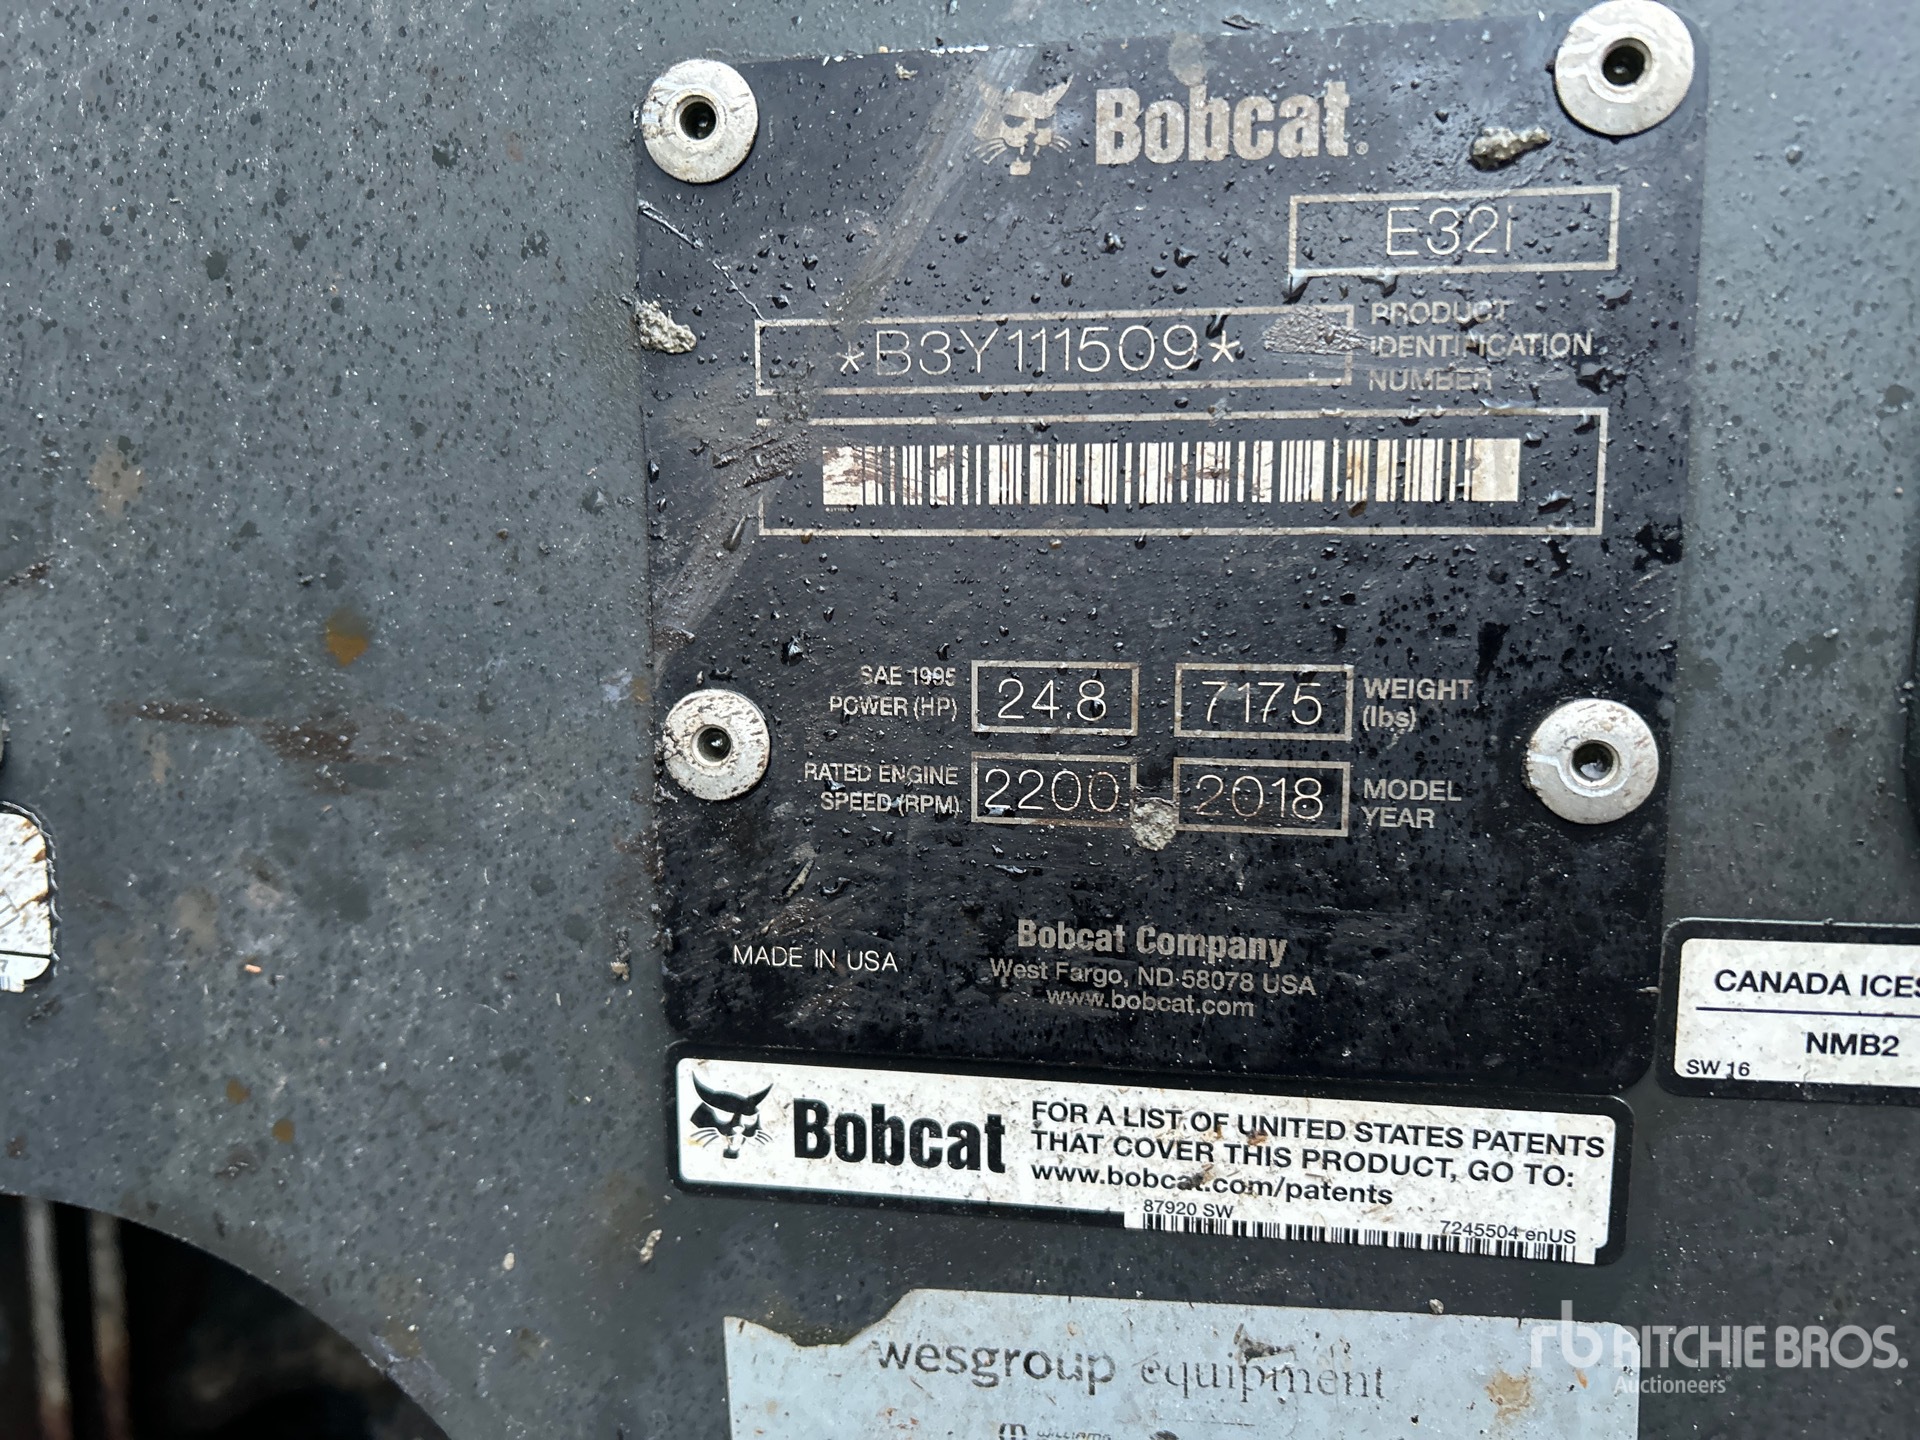 Bobcat®
E32i
*B3Y111509*
PRODUCT
IDENTIFICATION
NUMBER
SAE 1995
POWER (HP)
24.8
7175
WEIGHT
(lbs)
RATED ENGINE
SPEED (RPM)
2200
2018
MODEL
YEAR
MADE IN USA
Bobcat Company
West Fargo, ND 58078 USA
www.bobcat.com
CANADA ICES
NMB2
SW 16
Bobcat
FOR A LIST OF UNITED STATES PATENTS
THAT COVER THIS PRODUCT, GO TO:
www.bobcat.com/patents
87920 SW
7245504 enUS
wesgroup equipment
rb RITCHIE BROS.
Auctioneers
7